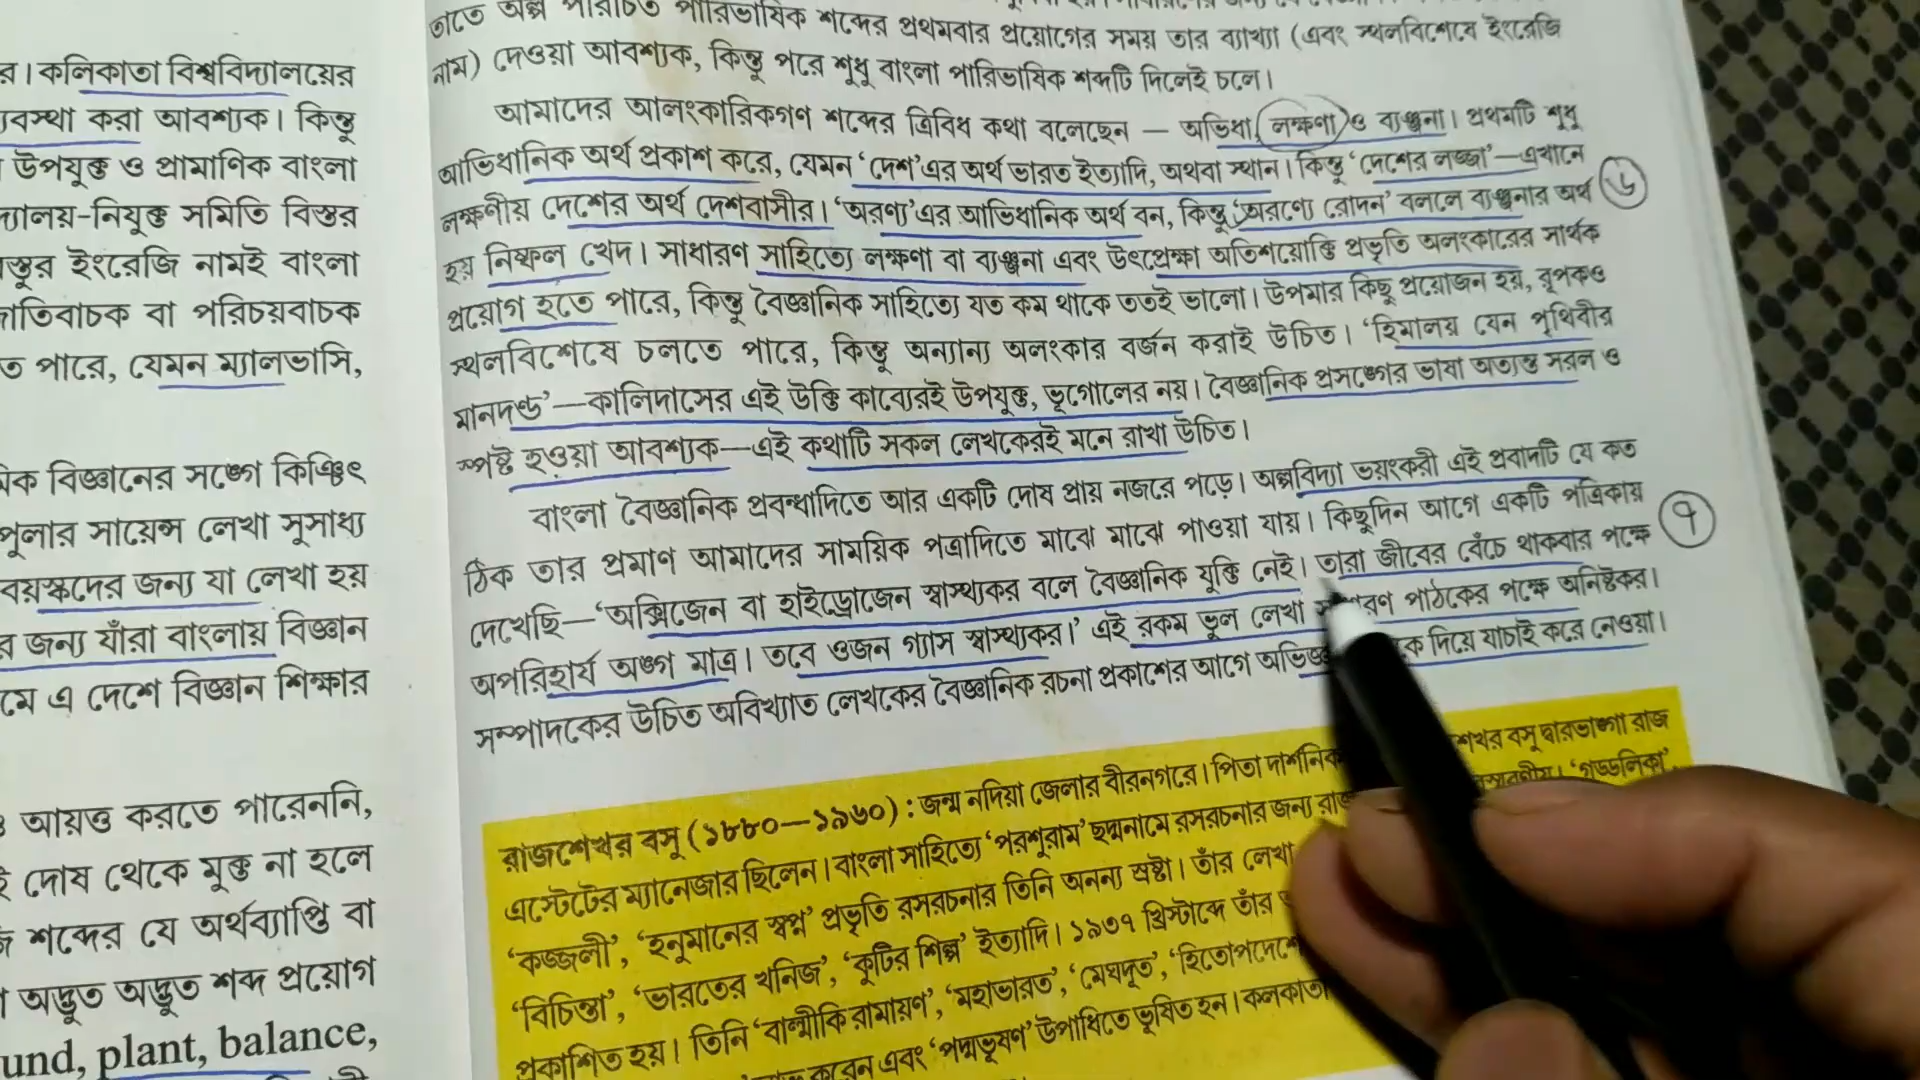 র। কলিকাতা বিশ্ববিদ্যালয়ের
ব্যবস্থা করা আবশ্যক। কিন্তু
উপযুক্ত ও প্রামাণিক বাংলা
দ্যালয়-নিযুক্ত সমিতি বিস্তর
স্তুর ইংরেজি নামই বাংলা
জাতিবাচক বা পরিচয়বাচক
ত পারে, যেমন ম্যালভাসি,
বিজ্ঞানের সঙ্গে কিঞ্চিৎ
পুলার সায়েন্স লেখা সুসাধ্য
বয়স্কদের জন্য যা লেখা হয়
র জন্য যাঁরা বাংলায় বিজ্ঞান
মে এ দেশে বিজ্ঞান শিক্ষার
আয়ত্ত করতে পারেননি,
দোষ থেকে মুক্ত না হলে
শব্দের যে অর্থব্যাপ্তি বা
অদ্ভুত অদ্ভুত শব্দ প্রয়োগ
und, plant, balance,
তাতে অল্প পরিচিত পারিভাষিক শব্দের প্রথমবার প্রয়োগের সময় তার ব্যাখ্যা (এবং স্থলবিশেষে ইংরেজি
নাম) দেওয়া আবশ্যক, কিন্তু পরে শুধু বাংলা পারিভাষিক শব্দটি দিলেই চলে।
আমাদের আলংকারিকগণ শব্দের ত্রিবিধ কথা বলেছেন — অভিধা, লক্ষণা ও ব্যঞ্জনা। প্রথমটি শুধু
আভিধানিক অর্থ প্রকাশ করে, যেমন ‘দেশ’এর অর্থ ভারত ইত্যাদি, অথবা স্থান। কিন্তু ‘দেশের লজ্জা’—এখানে
লক্ষণীয় দেশের অর্থ দেশবাসীর। ‘অরণ্য’এর আভিধানিক অর্থ বন, কিন্তু ‘অরণ্যে রোদন’ বললে ব্যঞ্জনার অর্থ ৬
হয় নিষ্ফল খেদ। সাধারণ সাহিত্যে লক্ষণা বা ব্যঞ্জনা এবং উৎপ্রেক্ষা অতিশয়োক্তি প্রভৃতি অলংকারের সার্থক
প্রয়োগ হতে পারে, কিন্তু বৈজ্ঞানিক সাহিত্যে যত কম থাকে ততই ভালো। উপমার কিছু প্রয়োজন হয়, রূপকও
স্থলবিশেষে চলতে পারে, কিন্তু অন্যান্য অলংকার বর্জন করাই উচিত। ‘হিমালয় যেন পৃথিবীর
মানদণ্ড’—কালিদাসের এই উক্তি কাব্যেরই উপযুক্ত, ভূগোলের নয়। বৈজ্ঞানিক প্রসঙ্গের ভাষা অত্যন্ত সরল ও
স্পষ্ট হওয়া আবশ্যক—এই কথাটি সকল লেখকেরই মনে রাখা উচিত।
বাংলা বৈজ্ঞানিক প্রবন্ধাদিতে আর একটি দোষ প্রায় নজরে পড়ে। অল্পবিদ্যা ভয়ংকরী এই প্রবাদটি যে কত
ঠিক তার প্রমাণ আমাদের সাময়িক পত্রাদিতে মাঝে মাঝে পাওয়া যায়। কিছুদিন আগে একটি পত্রিকায় ৭
দেখেছি—‘অক্সিজেন বা হাইড্রোজেন স্বাস্থ্যকর বলে বৈজ্ঞানিক যুক্তি নেই। তারা জীবের বেঁচে থাকবার পক্ষে
অপরিহার্য অঙ্গ মাত্র। তবে ওজন গ্যাস স্বাস্থ্যকর।’ এই রকম ভুল লেখা সাধারণ পাঠকের পক্ষে অনিষ্টকর।
সম্পাদকের উচিত অবিখ্যাত লেখকের বৈজ্ঞানিক রচনা প্রকাশের আগে অভিজ্ঞ কে দিয়ে যাচাই করে নেওয়া।
রাজশেখর বসু (১৮৮০—১৯৬০) : জন্ম নদিয়া জেলার বীরনগরে। পিতা দার্শনিক শেখর বসু দ্বারভাঙ্গা রাজ
এস্টেটের ম্যানেজার ছিলেন। বাংলা সাহিত্যে ‘পরশুরাম’ ছদ্মনামে রসরচনার জন্য ‘গড্ডলিকা’,
‘কজ্জলী’, ‘হনুমানের স্বপ্ন’ প্রভৃতি রসরচনার তিনি অনন্য স্রষ্টা। তাঁর লেখা
‘বিচিন্তা’, ‘ভারতের খনিজ’, ‘কুটির শিল্প’ ইত্যাদি। ১৯৩৭ খ্রিস্টাব্দে তাঁর
প্রকাশিত হয়। তিনি ‘বাল্মীকি রামায়ণ’, ‘মহাভারত’, ‘মেঘদূত’, ‘হিতোপদেশে
করেন এবং ‘পদ্মভূষণ’ উপাধিতে ভূষিত হন। কলকাতা